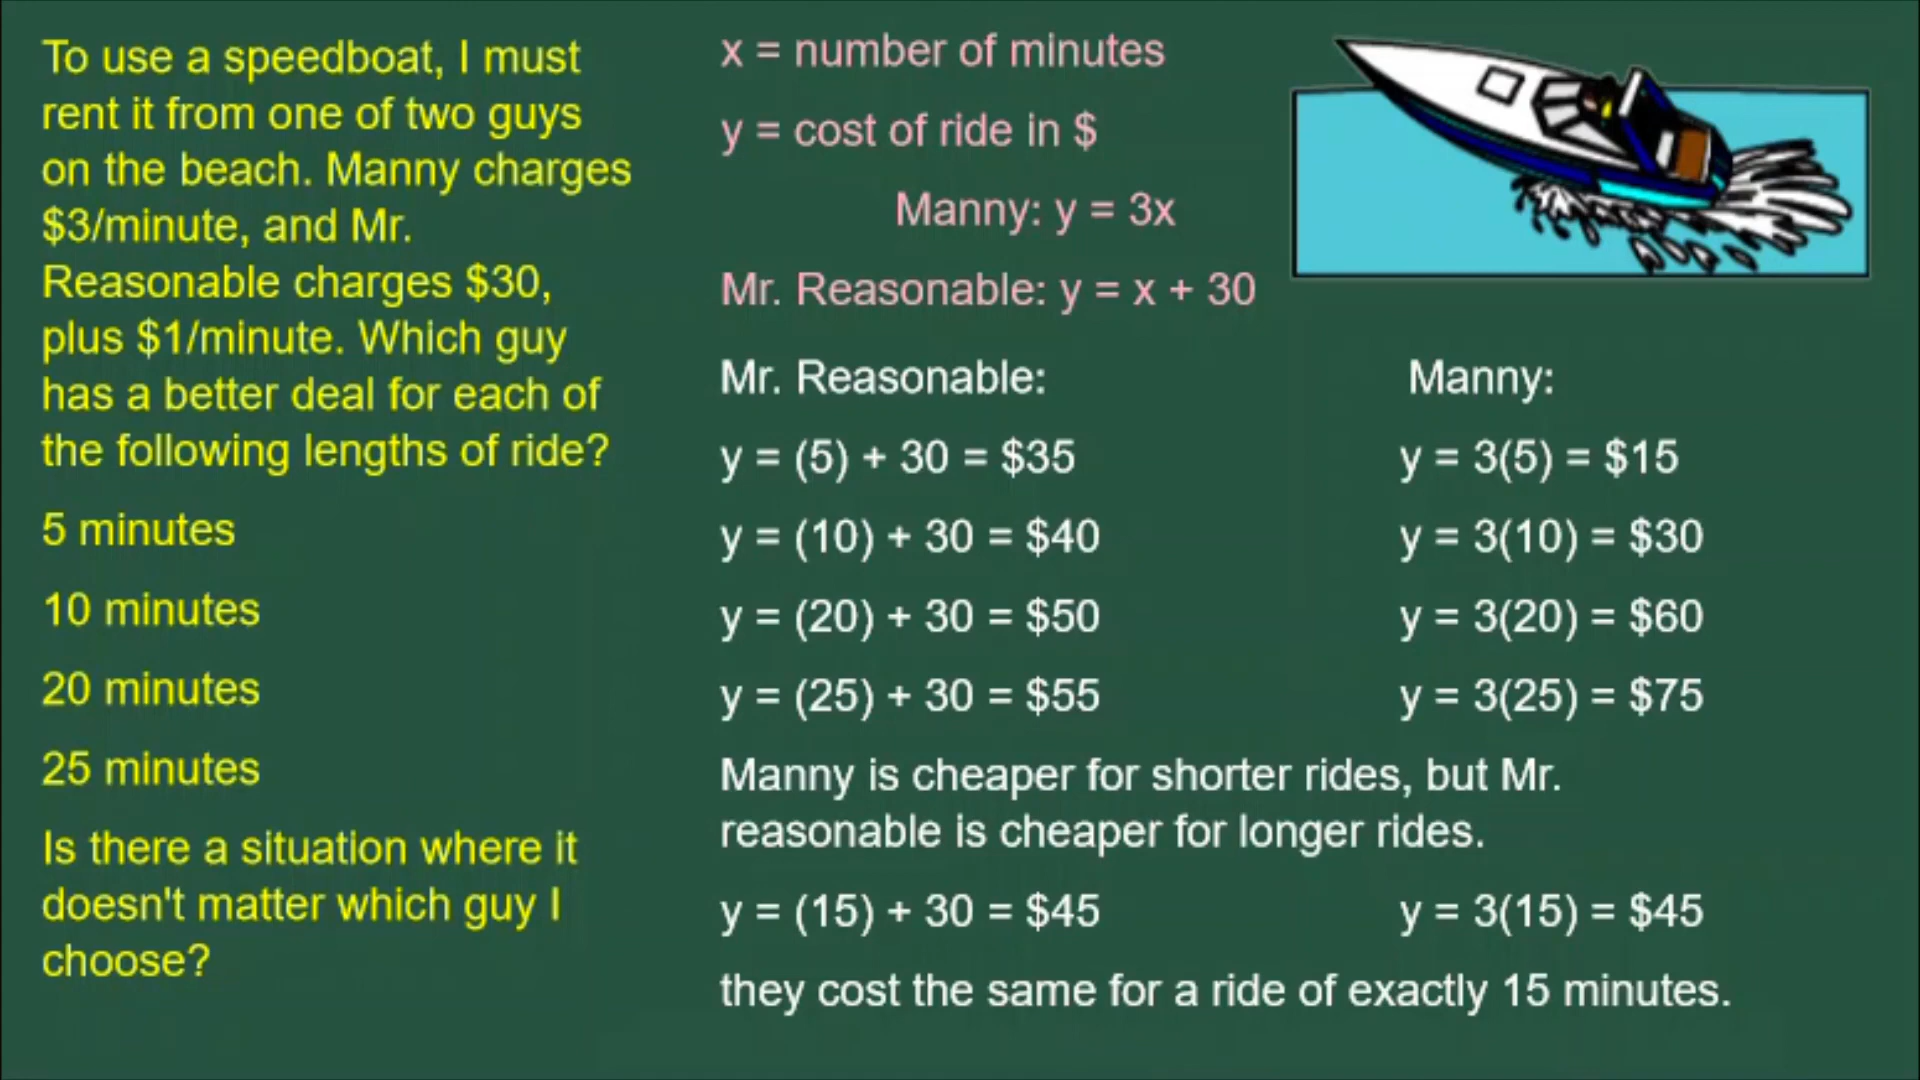 To use a speedboat, I must
rent it from one of two guys
on the beach. Manny charges
$3/minute, and Mr.
Reasonable charges $30,
plus $1/minute. Which guy
has a better deal for each of
the following lengths of ride?
5 minutes
10 minutes
20 minutes
25 minutes
Is there a situation where it
doesn't matter which guy I
choose?
x = number of minutes
y = cost of ride in $
Manny: y = 3x
Mr. Reasonable: y = x + 30
Mr. Reasonable: Manny:
y = (5) + 30 = $35 y = 3(5) = $15
y = (10) + 30 = $40 y = 3(10) = $30
y = (20) + 30 = $50 y = 3(20) = $60
y = (25) + 30 = $55 y = 3(25) = $75
Manny is cheaper for shorter rides, but Mr.
reasonable is cheaper for longer rides.
y = (15) + 30 = $45 y = 3(15) = $45
they cost the same for a ride of exactly 15 minutes.